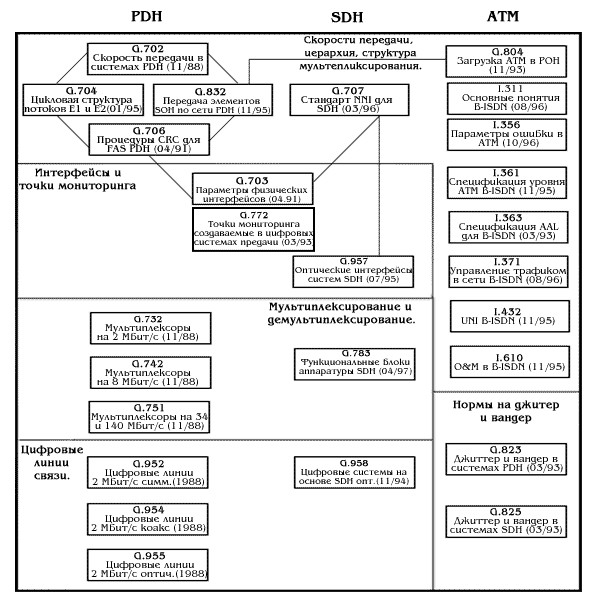 PDH
SDH
ATM
Скорости передачи,
иерархия, структура
мультепликсирования.
G.702
Скорость передачи в
системах PDH (11/88)
G.704
Цикловая структура
потоков E1 и E2(01/95)
G.832
Передача элементов
SOH по сети PDH (11/95)
G.706
Процедуры CRC для
FAS PDH (04/91)
G.707
Стандарт NNI для
SDH (03/96)
G.804
Загрузка ATM в POH
(11/93)
I.311
Основные понятия
B-ISDN (08/96)
I.356
Параметры ошибки в
ATM (10/96)
Интерфейсы и
точки мониторинга
G.703
Параметры физических
интерфейсов (04.91)
G.772
Точки мониторинга
создаваемые в цифровых
системах предачи (03/93)
G.957
Оптические интерфейсы
систем SDH (07/95)
I.361
Спецификация уровня
ATM B-ISDN (11/95)
I.363
Спецификация AAL
для B-ISDN (03/93)
I.371
Управление трафиком
в сети B-ISDN (08/96)
I.432
UNI B-ISDN (11/95)
I.610
O&M в B-ISDN (11/95)
Мультиплексирование и
демультиплексирование.
G.732
Мультиплексоры
на 2 МБит/с (11/88)
G.742
Мультиплексоры
на 8 МБит/с (11/88)
G.751
Мультиплексоры на 34
и 140 МБит/с (11/88)
G.783
Функциональные блоки
аппаратуры SDH (04/97)
Цифровые
линии
связи.
G.952
Цифровые линии
2 МБит/с симм.(1988)
G.954
Цифровые линии
2 МБит/с коакс (1988)
G.955
Цифровые линии
2 МБит/с оптич.(1988)
G.958
Цифровые системы на
основе SDH опт.(11/94)
Нормы на джитер
и вандер
G.823
Джиттер и вандер в
системах PDH (03/93)
G.825
Джиттер и вандер в
системах SDH (03/93)